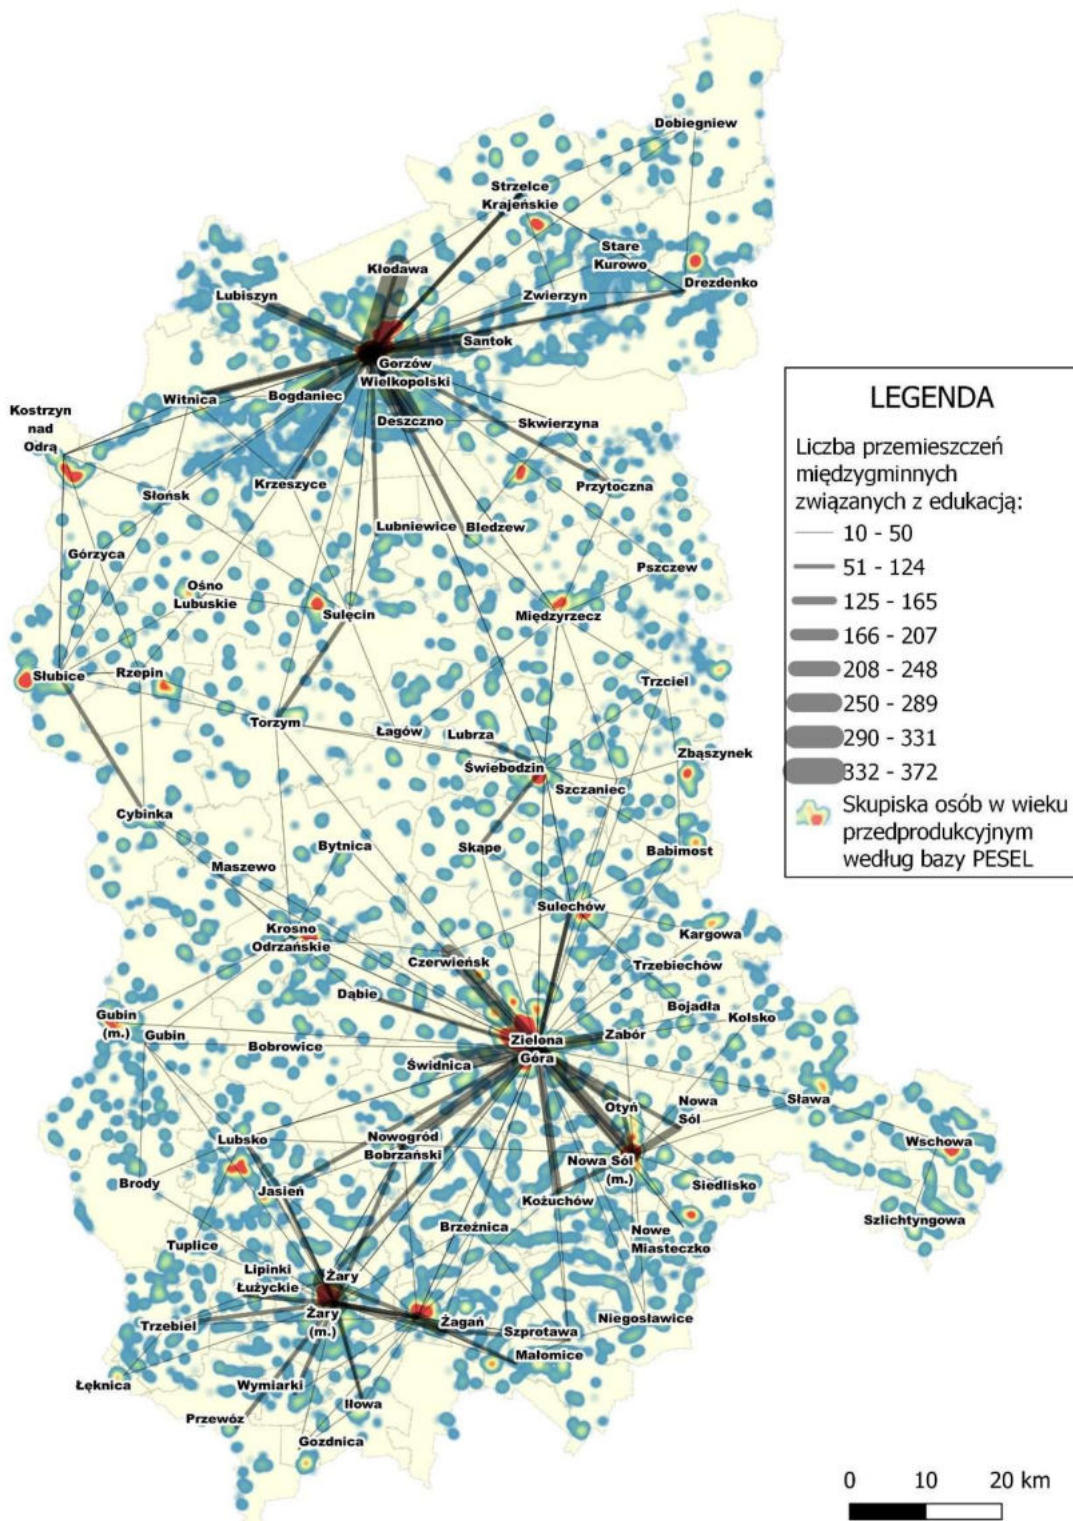 Dobiegniew
Strzelce
Krajeńskie
Stare
Kurowo
Kłodawa
Drezdenko
Lubiszyn
Zwierzyn
Santok
Gorzów
Wielkopolski
Witnica
Bogdaniec
Kostrzyn
nad
Odrą
Deszczno
Skwierzyna
Słońsk
Krzeszyce
Przytoczna
Lubniewice
Bledzew
Górzyca
Pszczew
Ośno
Lubuskie
Sulęcin
Międzyrzecz
Słubice
Rzepin
Trzciel
Torzym
Łagów
Lubrza
Zbąszynek
Świebodzin
Szczaniec
Cybinka
Skąpe
Bytnica
Babimost
Maszewo
Sulechów
Krosno
Odrzańskie
Kargowa
Czerwieńsk
Trzebiechów
Dąbie
Bojadła
Kolsko
Gubin
(m.)
Gubin
Bobrowice
Zielona
Góra
Zabór
Świdnica
Otyń
Nowa
Sól
Sława
Lubsko
Nowogród
Bobrzański
Wschowa
Nowa Sól
(m.)
Siedlisko
Brody
Jasień
Kożuchów
Szlichtyngowa
Brzeźnica
Nowe
Miasteczko
Tuplice
Lipinki
Łużyckie
Żary
Żary
(m.)
Trzebiel
Żagań
Szprotawa
Niegosławice
Małomice
Łęknica
Wymiarki
Iłowa
Przewóz
Gozdnica
LEGENDA
Liczba przemieszczeń
międzygminnych
związanych z edukacją:
10 - 50
51 - 124
125 - 165
166 - 207
208 - 248
250 - 289
290 - 331
332 - 372
Skupiska osób w wieku
przedprodukcyjnym
według bazy PESEL
0 10 20 km